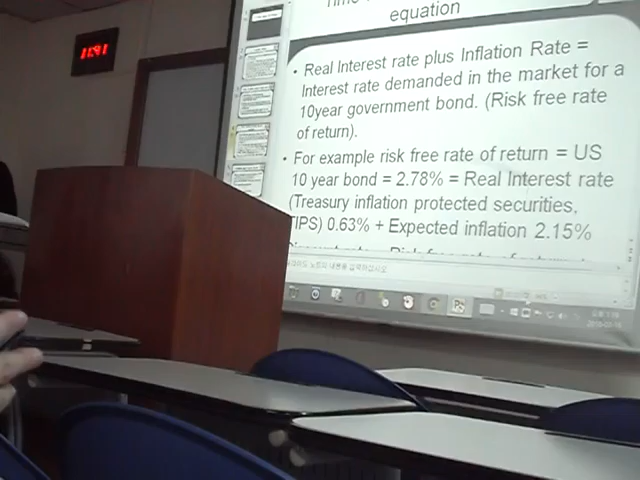 equation
• Real Interest rate plus Inflation Rate =
Interest rate demanded in the market for a
10year government bond. (Risk free rate
of return).
• For example risk free rate of return = US
10 year bond = 2.78% = Real Interest rate
(Treasury inflation protected securities,
TIPS) 0.63% + Expected inflation 2.15%